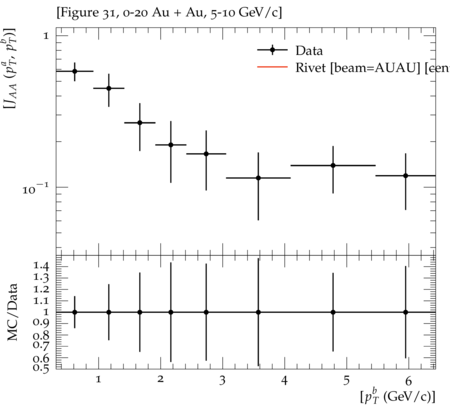 [Figure 31, 0-20 Au + Au, 5-10 GeV/c]
[J_AA (p_T^a, p_T^b)]
1
10^−1
Data
Rivet [beam=AUAU] [cen
MC/Data
1.4
1.3
1.2
1.1
1
0.9
0.8
0.7
0.6
0.5
1 2 3 4 5 6
[p_T^b (GeV/c)]